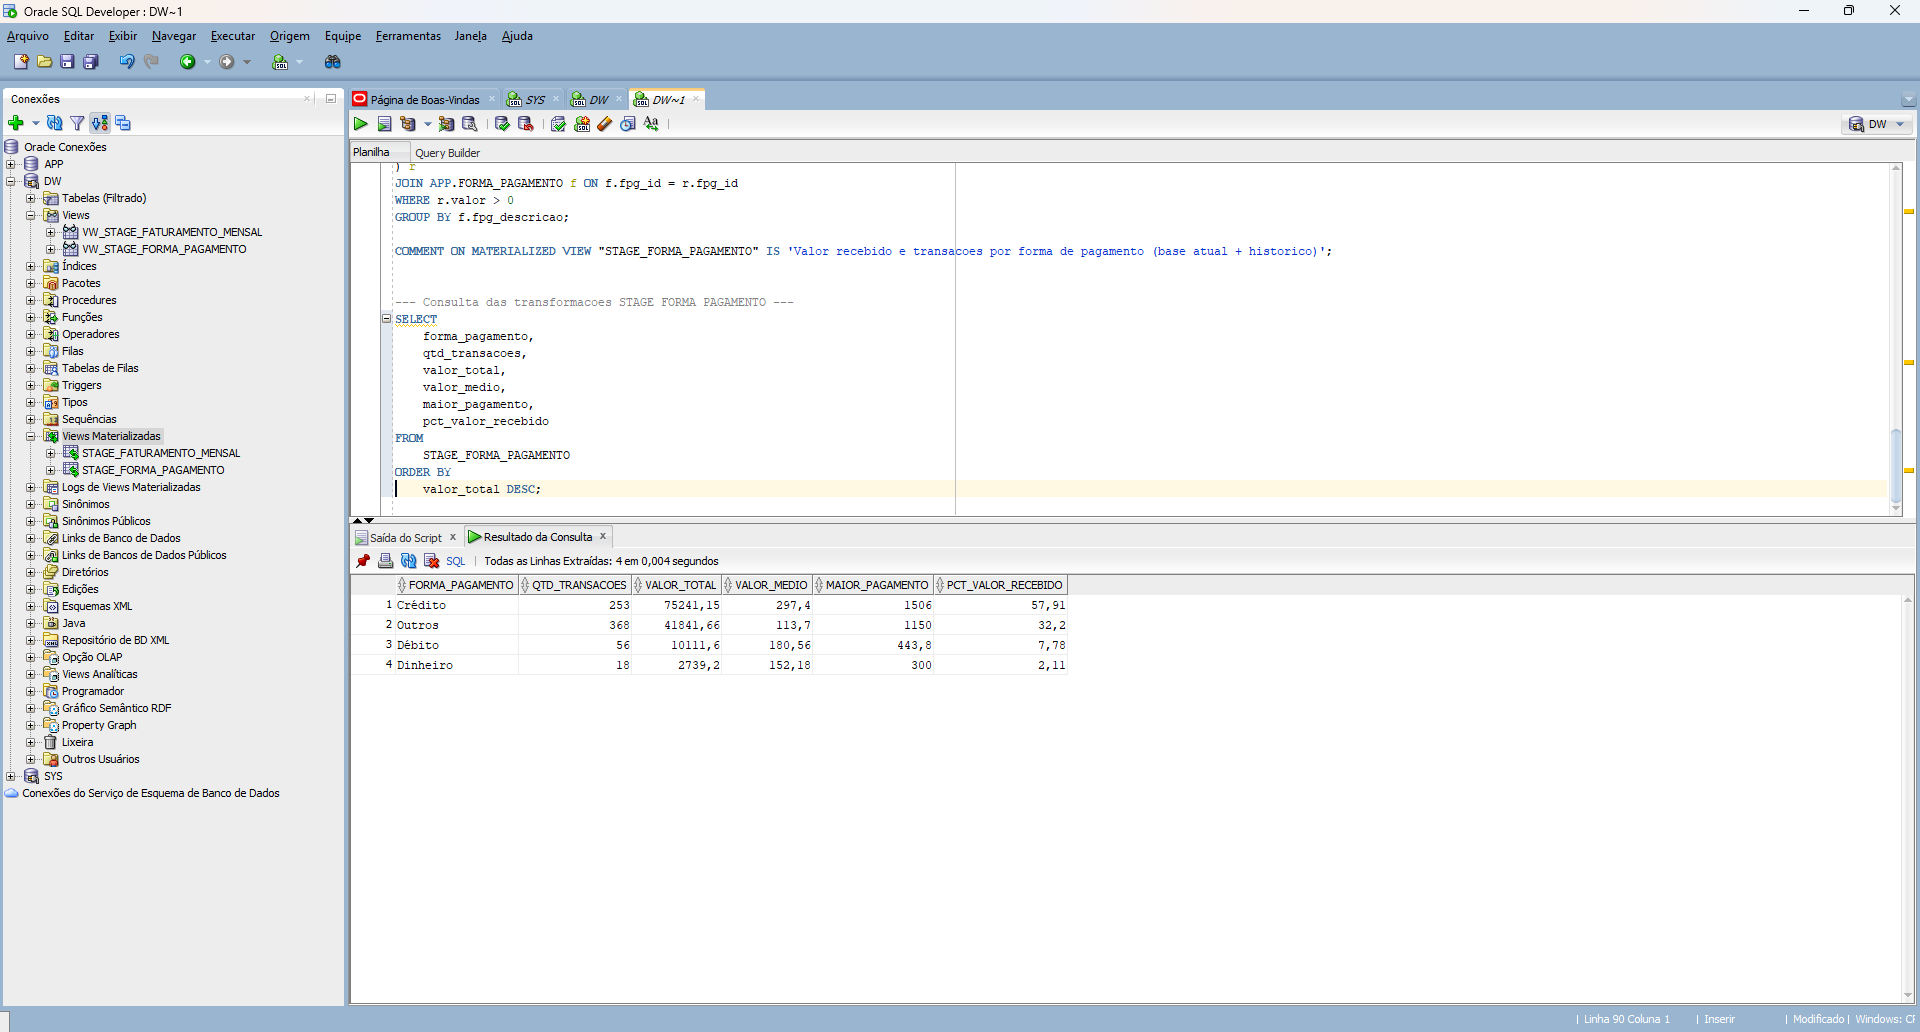 Oracle SQL Developer : DW~1
Arquivo Editar Exibir Navegar Executar Origem Equipe Ferramentas Janela Ajuda
Conexões
Oracle Conexões
APP
DW
Tabelas (Filtrado)
Views
VW_STAGE_FATURAMENTO_MENSAL
VW_STAGE_FORMA_PAGAMENTO
Índices
Pacotes
Procedures
Funções
Operadores
Filas
Tabelas de Filas
Triggers
Tipos
Sequências
Views Materializadas
STAGE_FATURAMENTO_MENSAL
STAGE_FORMA_PAGAMENTO
Logs de Views Materializadas
Sinônimos
Sinônimos Públicos
Links de Banco de Dados
Links de Bancos de Dados Públicos
Diretórios
Edições
Esquemas XML
Java
Repositório de BD XML
Opção OLAP
Views Analíticas
Programador
Gráfico Semântico RDF
Property Graph
Lixeira
Outros Usuários
SYS
Conexões do Serviço de Esquema de Banco de Dados
Página de Boas-Vindas SYS DW DW~1
DW
Planilha Query Builder
) r
JOIN APP.FORMA_PAGAMENTO f ON f.fpg_id = r.fpg_id
WHERE r.valor > 0
GROUP BY f.fpg_descricao;
COMMENT ON MATERIALIZED VIEW "STAGE_FORMA_PAGAMENTO" IS 'Valor recebido e transacoes por forma de pagamento (base atual + historico)';
--- Consulta das transformacoes STAGE FORMA PAGAMENTO ---
SELECT
forma_pagamento,
qtd_transacoes,
valor_total,
valor_medio,
maior_pagamento,
pct_valor_recebido
FROM
STAGE_FORMA_PAGAMENTO
ORDER BY
valor_total DESC;
Saída do Script x Resultado da Consulta x
SQL | Todas as Linhas Extraídas: 4 em 0,004 segundos
FORMA_PAGAMENTO QTD_TRANSACOES VALOR_TOTAL VALOR_MEDIO MAIOR_PAGAMENTO PCT_VALOR_RECEBIDO
1 Crédito 253 75241,15 297,4 1506 57,91
2 Outros 368 41841,66 113,7 1150 32,2
3 Débito 56 10111,6 180,56 443,8 7,78
4 Dinheiro 18 2739,2 152,18 300 2,11
| Linha 90 Coluna 1 | Inserir | Modificado | Windows: CF